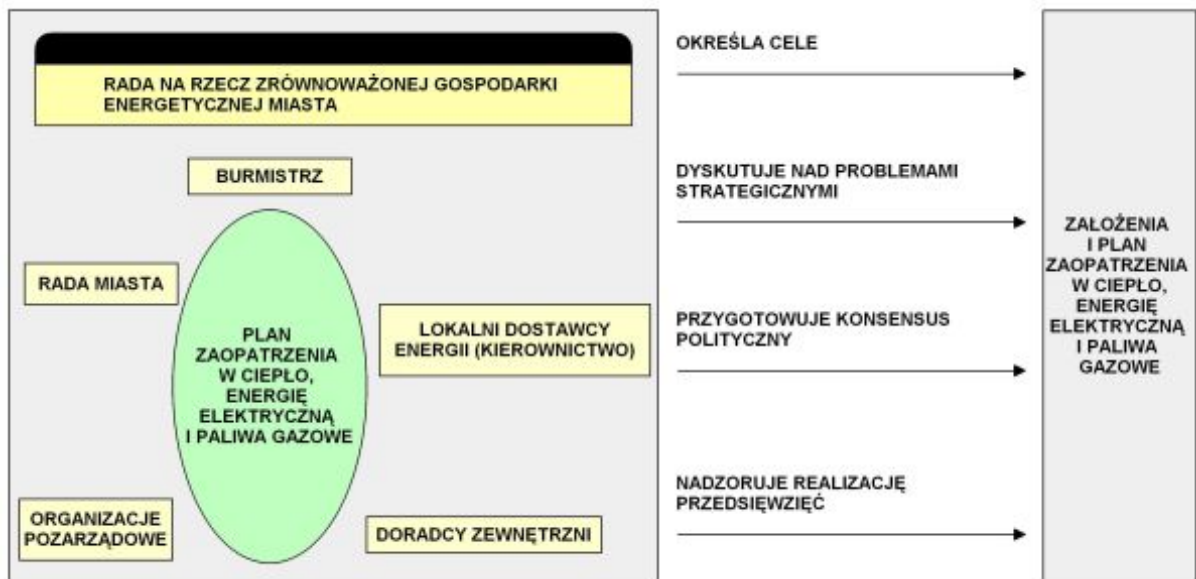 RADA NA RZECZ ZRÓWNOWAŻONEJ GOSPODARKI
ENERGETYCZNEJ MIASTA
BURMISTRZ
RADA MIASTA
PLAN
ZAOPATRZENIA
W CIEPŁO,
ENERGIĘ
ELEKTRYCZNĄ
I PALIWA GAZOWE
LOKALNI DOSTAWCY
ENERGII (KIEROWNICTWO)
ORGANIZACJE
POZARZĄDOWE
DORADCY ZEWNĘTRZNI
OKREŚLA CELE
DYSKUTUJE NAD PROBLEMAMI
STRATEGICZNYMI
PRZYGOTOWUJE KONSENSUS
POLITYCZNY
NADZORUJE REALIZACJĘ
PRZEDSIĘWZIĘĆ
ZAŁOŻENIA
I PLAN
ZAOPATRZENIA
W CIEPŁO,
ENERGIĘ
ELEKTRYCZNĄ
I PALIWA
GAZOWE